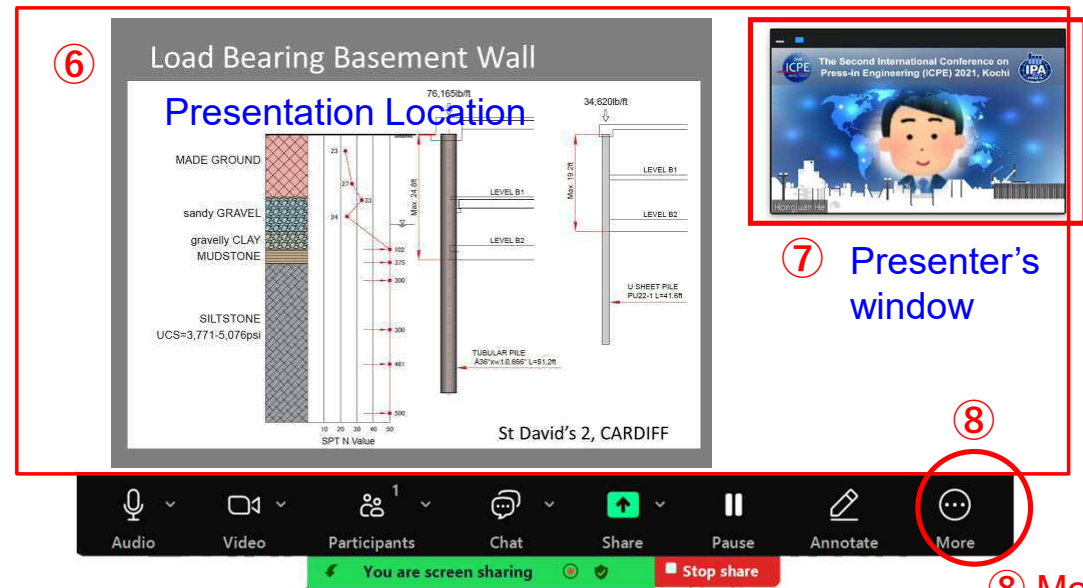 ⑥
Load Bearing Basement Wall
Presentation Location
76,165lb/ft
34,620lb/ft
MADE GROUND
sandy GRAVEL
gravelly CLAY
MUDSTONE
SILTSTONE
UCS=3,771-5,076psi
23
27
33
24
102
375
300
300
461
500
10 20 30 40 50
SPT N Value
Max. 24.8ft
LEVEL B1
LEVEL B2
TUBULAR PILE
Max. 19.2ft
LEVEL B1
LEVEL B2
U SHEET PILE
PU22-1 L=41.6ft
St David's 2, CARDIFF
ICPE
The Second International Conference on
Press-in Engineering (ICPE) 2021, Kochi
IPA
Hongjuan He
⑦ Presenter's
window
⑧
Audio
Video
1
Participants
Chat
Share
Pause
Annotate
More
You are screen sharing
Stop share